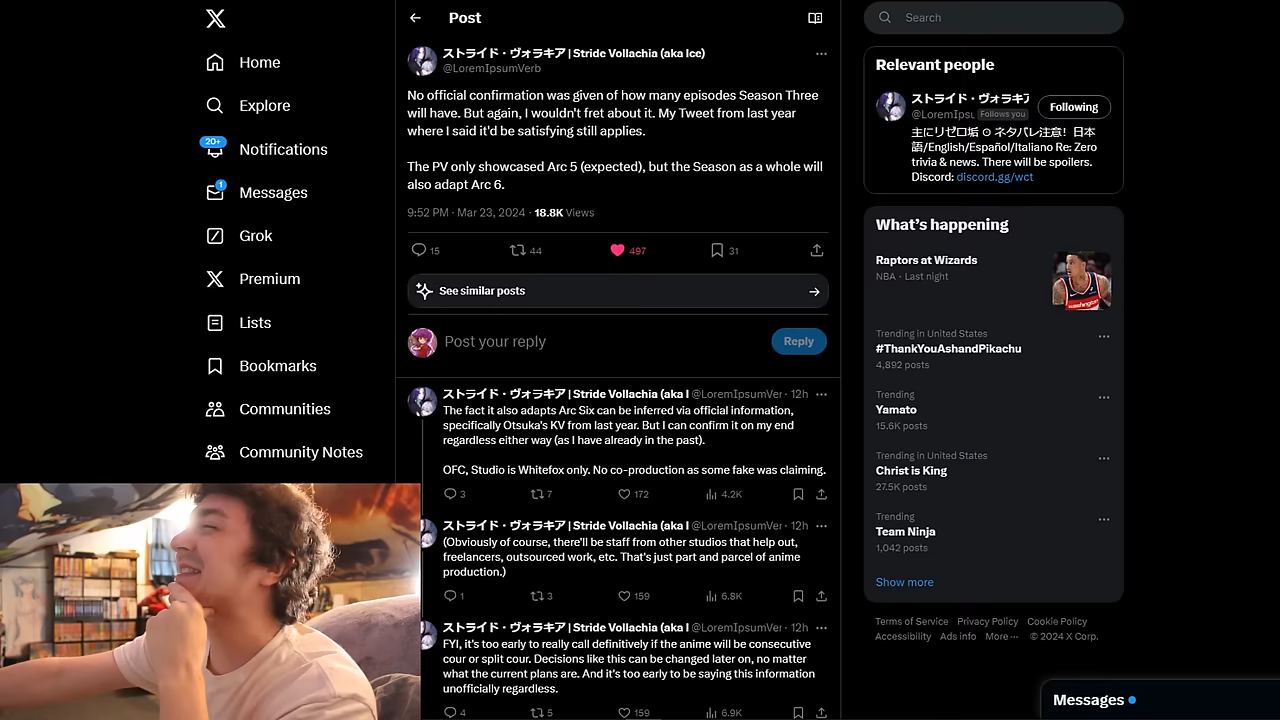 Home
Explore
20+
Notifications
1
Messages
Grok
Premium
Lists
Bookmarks
Communities
Community Notes
Post
ストライド・ヴォラキア | Stride Vollachia (aka Ice)
@LoremIpsumVerb
No official confirmation was given of how many episodes Season Three
will have. But again, I wouldn't fret about it. My Tweet from last year
where I said it'd be satisfying still applies.
The PV only showcased Arc 5 (expected), but the Season as a whole will
also adapt Arc 6.
9:52 PM · Mar 23, 2024 · 18.8K Views
15
44
497
31
See similar posts
Post your reply
Reply
ストライド・ヴォラキア | Stride Vollachia (aka I @LoremIpsumVer · 12h
The fact it also adapts Arc Six can be inferred via official information,
specifically Otsuka's KV from last year. But I can confirm it on my end
regardless either way (as I have already in the past).
OFC, Studio is Whitefox only. No co-production as some fake was claiming.
3
7
172
4.2K
ストライド・ヴォラキア | Stride Vollachia (aka I @LoremIpsumVer · 12h
(Obviously of course, there'll be staff from other studios that help out,
freelancers, outsourced work, etc. That's just part and parcel of anime
production.)
1
3
159
6.8K
ストライド・ヴォラキア | Stride Vollachia (aka I @LoremIpsumVer · 12h
FYI, it's too early to really call definitively if the anime will be consecutive
cour or split cour. Decisions like this can be changed later on, no matter
what the current plans are. And it's too early to be saying this information
unofficially regardless.
4
5
159
6.9K
Search
Relevant people
ストライド・ヴォラキア
Following
@LoremIpsu Follows you
主にリゼロ垢 ⊙ ネタバレ注意！日本
語/English/Español/Italiano Re: Zero
trivia & news. There will be spoilers.
Discord: discord.gg/wct
What's happening
Raptors at Wizards
NBA · Last night
Trending in United States
#ThankYouAshandPikachu
4,892 posts
Trending
Yamato
15.6K posts
Trending in United States
Christ is King
27.5K posts
Trending
Team Ninja
1,042 posts
Show more
Terms of Service Privacy Policy Cookie Policy
Accessibility Ads info More ··· © 2024 X Corp.
Messages